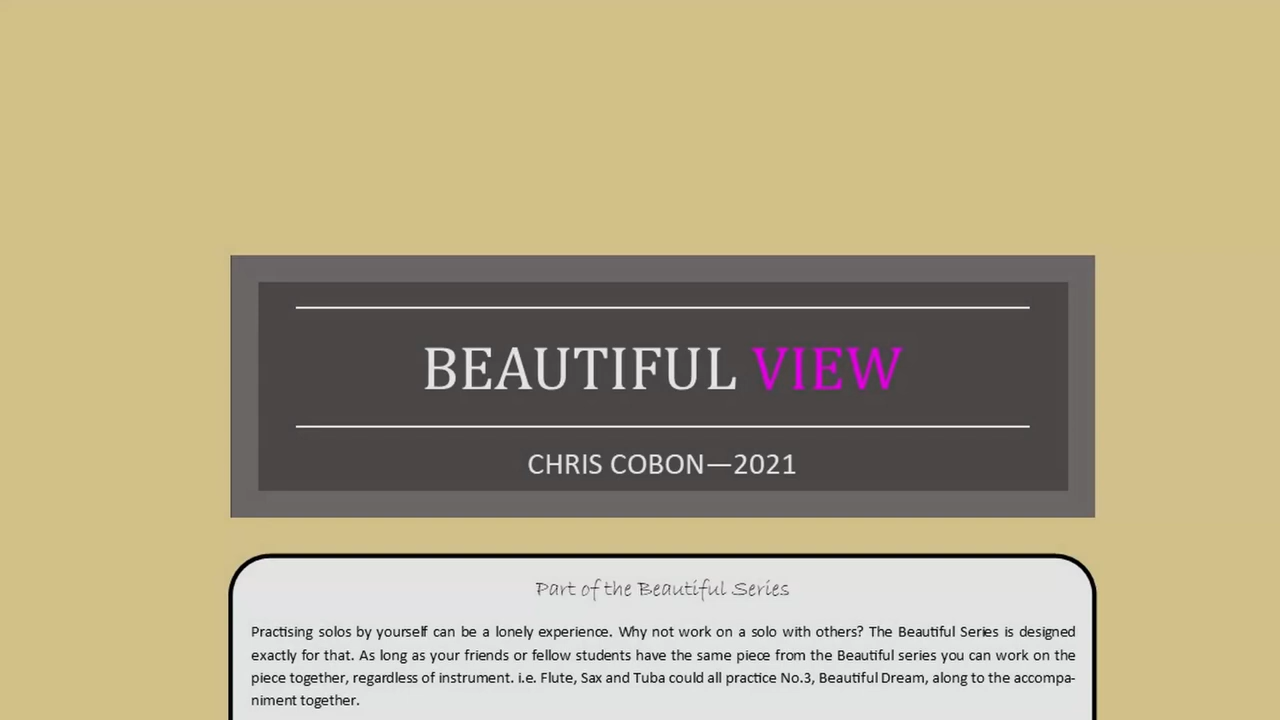 BEAUTIFUL VIEW
CHRIS COBON—2021
Part of the Beautiful Series
Practising solos by yourself can be a lonely experience. Why not work on a solo with others? The Beautiful Series is designed
exactly for that. As long as your friends or fellow students have the same piece from the Beautiful series you can work on the
piece together, regardless of instrument. i.e. Flute, Sax and Tuba could all practice No.3, Beautiful Dream, along to the accompa-
niment together.